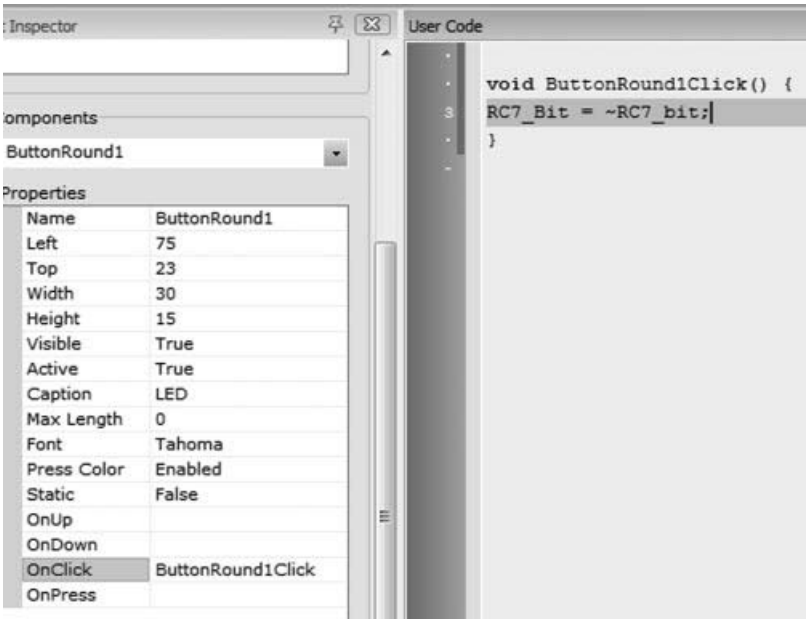 : Inspector
User Code
void ButtonRound1Click() {
3 RC7_Bit = ~RC7_bit;
}
omponents
ButtonRound1
Properties
Name ButtonRound1
Left 75
Top 23
Width 30
Height 15
Visible True
Active True
Caption LED
Max Length 0
Font Tahoma
Press Color Enabled
Static False
OnUp
OnDown
OnClick ButtonRound1Click
OnPress